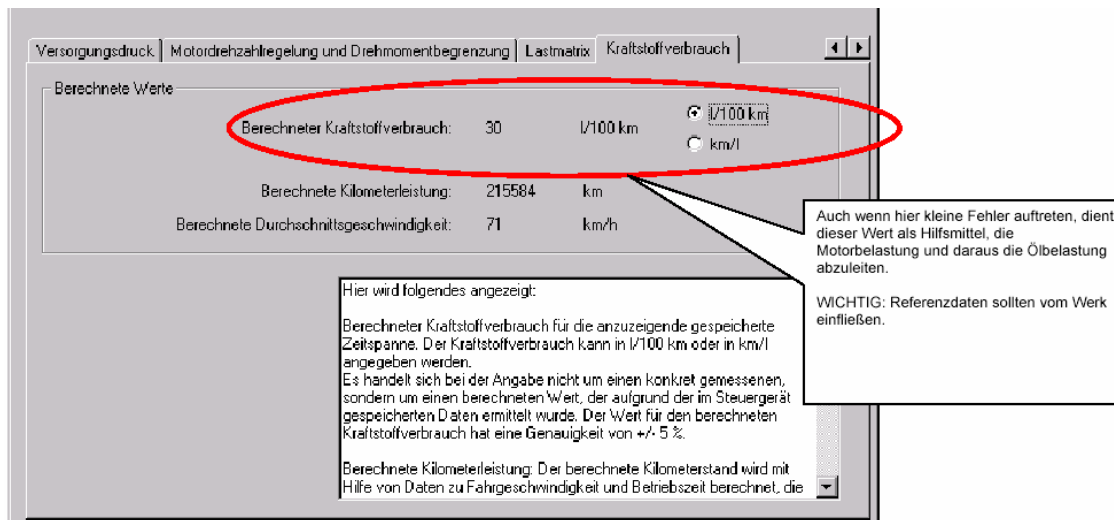 Versorgungsdruck Motordrehzahlregelung und Drehmomentbegrenzung Lastmatrix Kraftstoffverbrauch
Berechnete Werte
Berechneter Kraftstoffverbrauch: 30 l/100 km
l/100 km
km/l
Berechnete Kilometerleistung: 215584 km
Berechnete Durchschnittsgeschwindigkeit: 71 km/h
Auch wenn hier kleine Fehler auftreten, dient
dieser Wert als Hilfsmittel, die
Motorbelastung und daraus die Ölbelastung
abzuleiten.
WICHTIG: Referenzdaten sollten vom Werk
einfließen.
Hier wird folgendes angezeigt:
Berechneter Kraftstoffverbrauch für die anzuzeigende gespeicherte
Zeitspanne. Der Kraftstoffverbrauch kann in l/100 km oder in km/l
angegeben werden.
Es handelt sich bei der Angabe nicht um einen konkret gemessenen,
sondern um einen berechneten Wert, der aufgrund der im Steuergerät
gespeicherten Daten ermittelt wurde. Der Wert für den berechneten
Kraftstoffverbrauch hat eine Genauigkeit von +/- 5 %.
Berechnete Kilometerleistung: Der berechnete Kilometerstand wird mit
Hilfe von Daten zu Fahrgeschwindigkeit und Betriebszeit berechnet, die